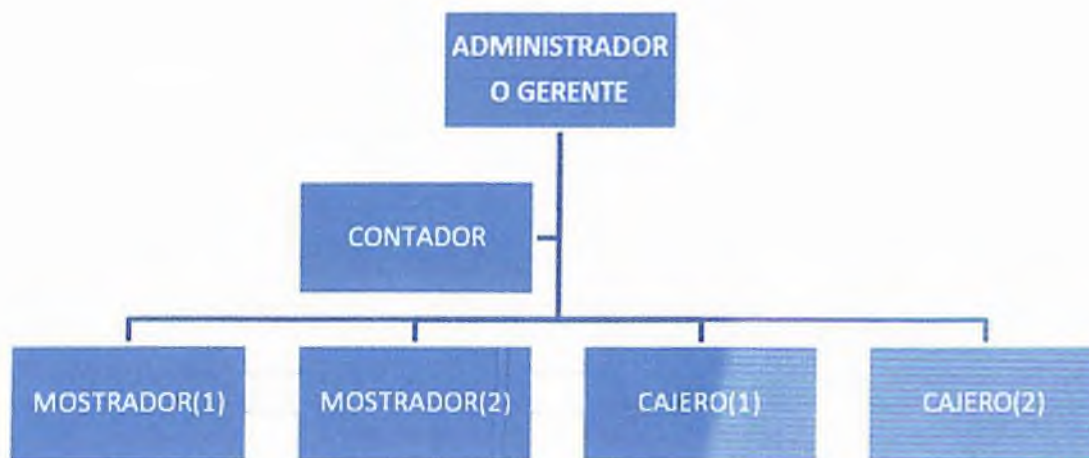 ADMINISTRADOR
O GERENTE
CONTADOR
MOSTRADOR(1)
MOSTRADOR(2)
CAJERO(1)
CAJERO(2)